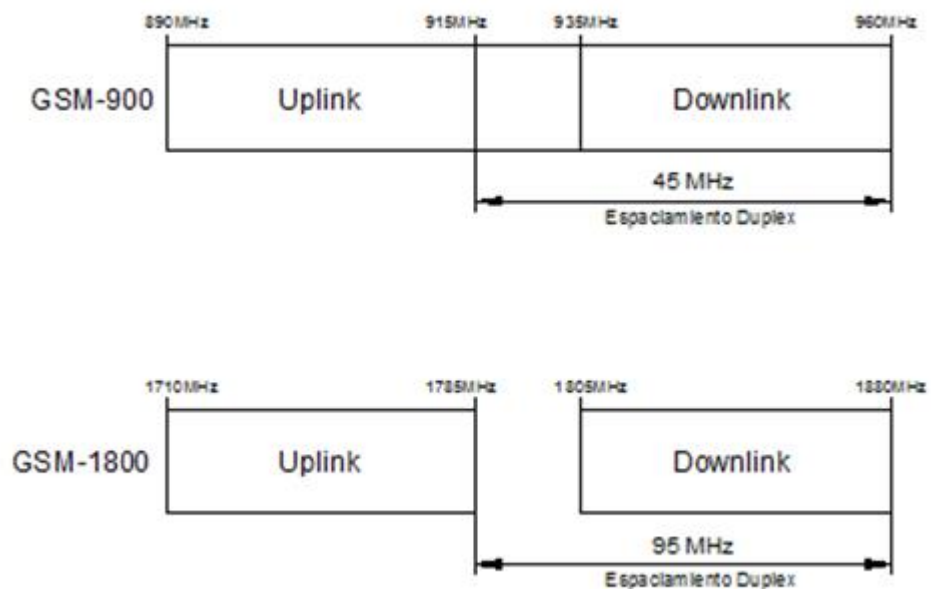 890MHz 915MHz 935MHz 960MHz
GSM-900 Uplink Downlink
45 MHz
Espaciamiento Duplex
1710MHz 1785MHz 1805MHz 1880MHz
GSM-1800 Uplink Downlink
95 MHz
Espaciamiento Duplex